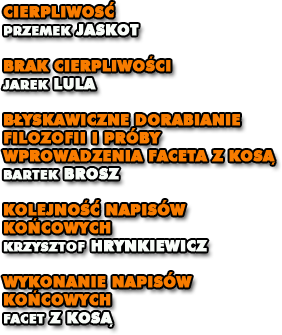 CIERPLIWOŚĆ
PRZEMEK JASKOT
BRAK CIERPLIWOŚCI
JAREK LULA
BŁYSKAWICZNE DORABIANIE
FILOZOFII I PRÓBY
WPROWADZENIA FACETA Z KOSĄ
BARTEK BROSZ
KOLEJNOŚĆ NAPISÓW
KOŃCOWYCH
KRZYSZTOF HRYNKIEWICZ
WYKONANIE NAPISÓW
KOŃCOWYCH
FACET Z KOSĄ